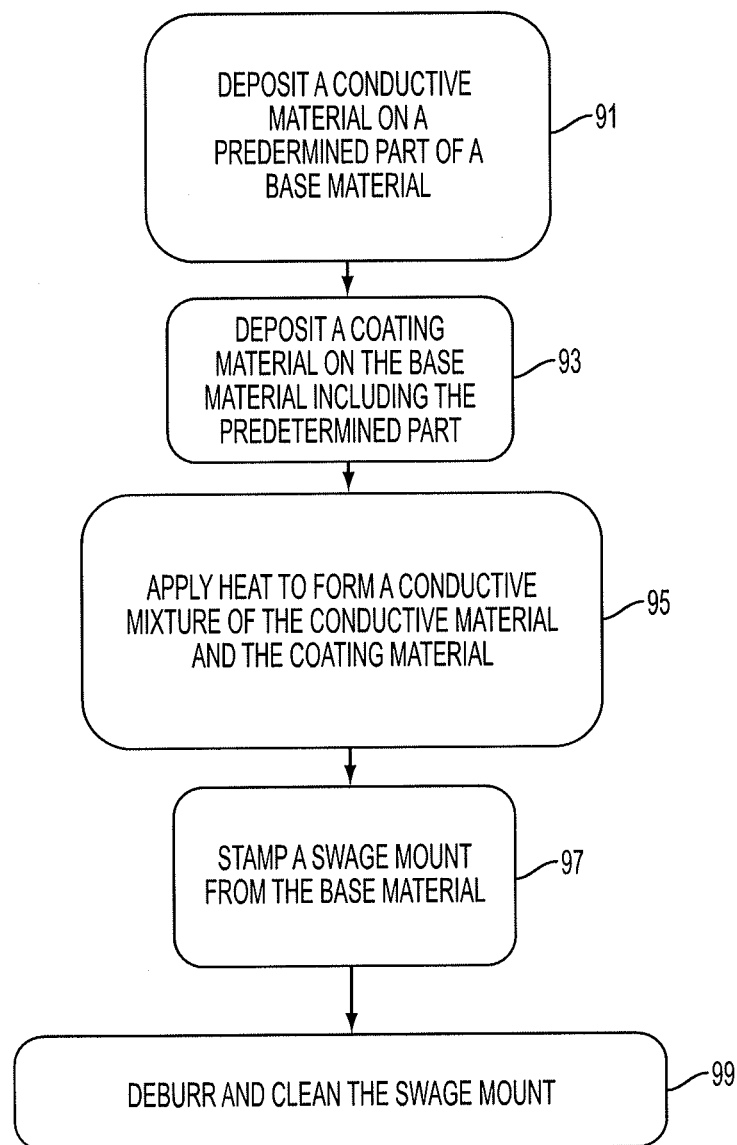 DEPOSIT A CONDUCTIVE
MATERIAL ON A
PREDERMINED PART OF A
BASE MATERIAL
91
DEPOSIT A COATING
MATERIAL ON THE BASE
MATERIAL INCLUDING THE
PREDETERMINED PART
93
APPLY HEAT TO FORM A CONDUCTIVE
MIXTURE OF THE CONDUCTIVE MATERIAL
AND THE COATING MATERIAL
95
STAMP A SWAGE MOUNT
FROM THE BASE MATERIAL
97
DEBURR AND CLEAN THE SWAGE MOUNT
99